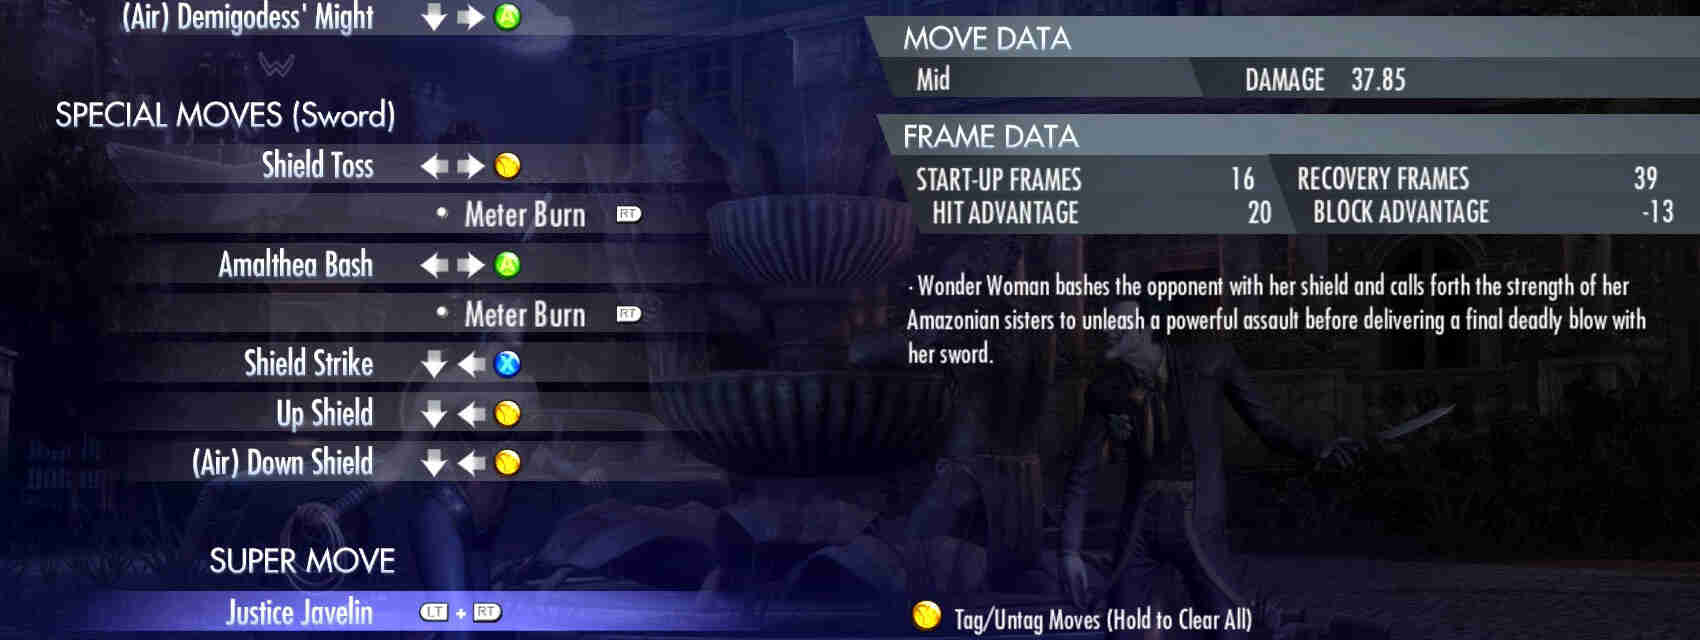 (Air) Demigodess' Might A
SPECIAL MOVES (Sword)
Shield Toss Y
Meter Burn RT
Amalthea Bash A
Meter Burn RT
Shield Strike X
Up Shield Y
(Air) Down Shield Y
SUPER MOVE
Justice Javelin LT + RT
MOVE DATA
Mid DAMAGE 37.85
FRAME DATA
START-UP FRAMES 16 RECOVERY FRAMES 39
HIT ADVANTAGE 20 BLOCK ADVANTAGE -13
· Wonder Woman bashes the opponent with her shield and calls forth the strength of her
Amazonian sisters to unleash a powerful assault before delivering a final deadly blow with
her sword.
Y Tag/Untag Moves (Hold to Clear All)